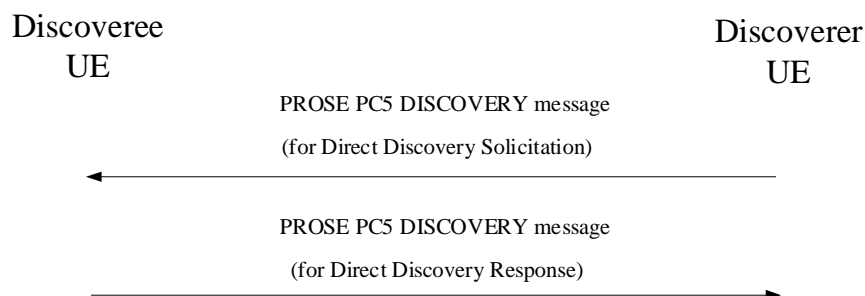 Discoveree
UE
Discoverer
UE
PROSE PC5 DISCOVERY message
(for Direct Discovery Solicitation)
PROSE PC5 DISCOVERY message
(for Direct Discovery Response)